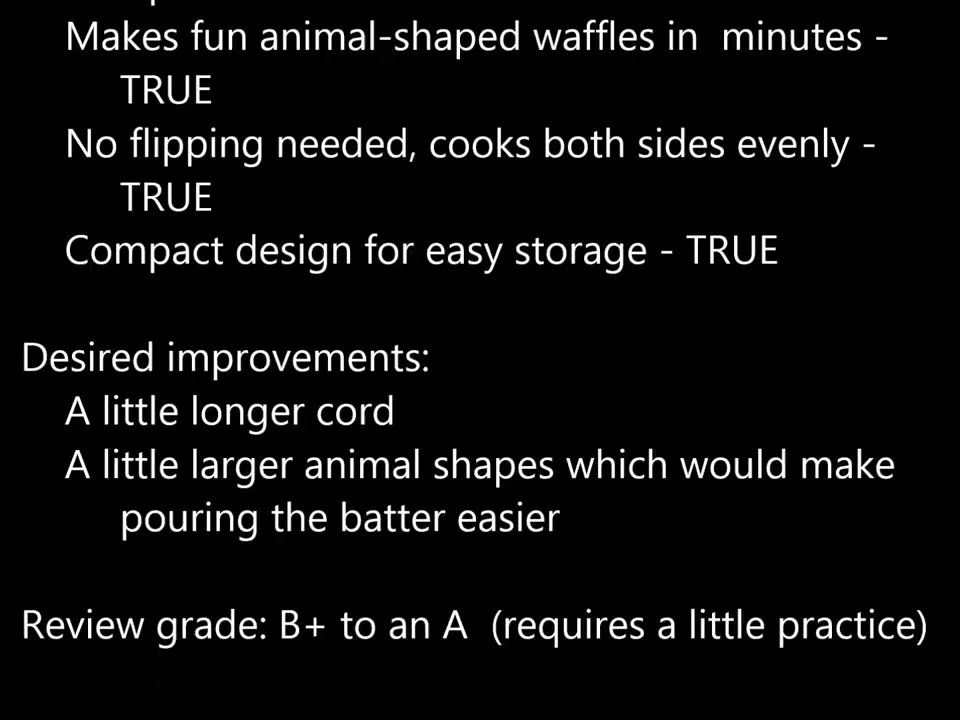 Makes fun animal-shaped waffles in  minutes -
TRUE
No flipping needed, cooks both sides evenly -
TRUE
Compact design for easy storage - TRUE
Desired improvements:
A little longer cord
A little larger animal shapes which would make
pouring the batter easier
Review grade: B+ to an A  (requires a little practice)